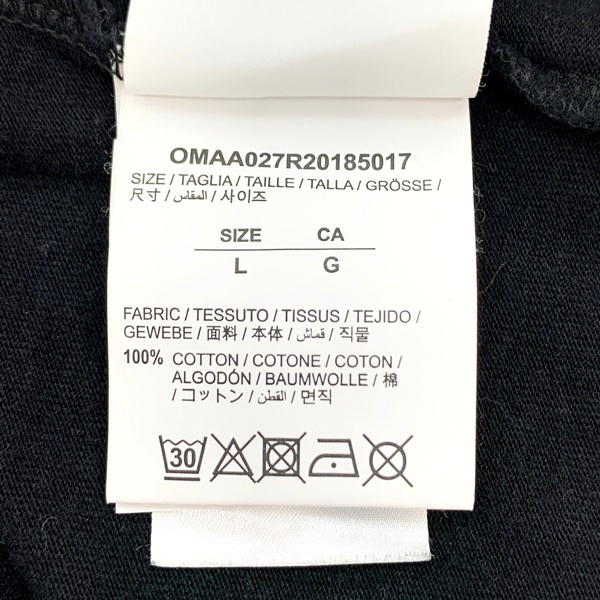 OMAA027R20185017
SIZE / TAGLIA / TAILLE / TALLA / GRÖSSE /
尺寸 / المقاس / 사이즈
SIZE CA
L G
FABRIC / TESSUTO / TISSUS / TEJIDO /
GEWEBE / 面料 / 本体 / قماش / 직물
100% COTTON / COTONE / COTON /
ALGODÓN / BAUMWOLLE / 棉
/ コットン / القطن / 면직
30